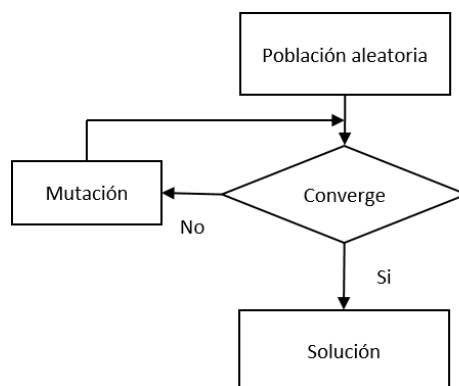 Población aleatoria
Mutación
Converge
No
Si
Solución